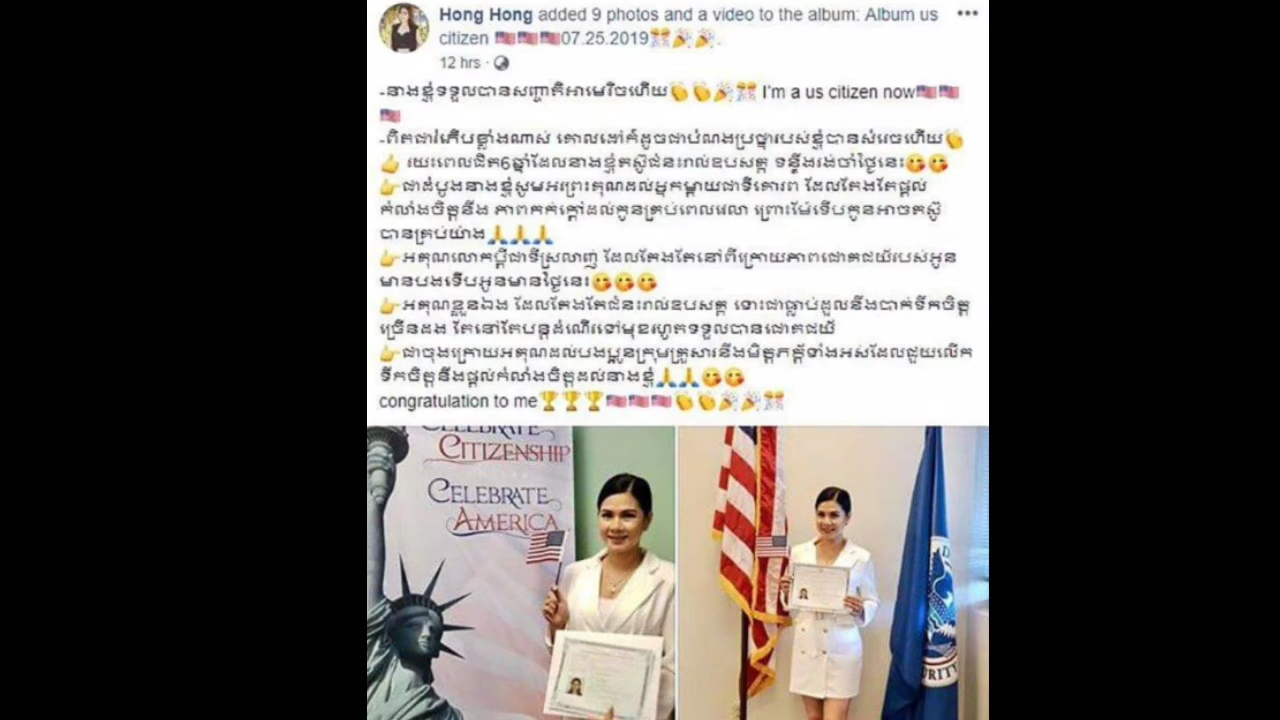 Hong Hong added 9 photos and a video to the album: Album us
citizen 🇺🇸🇺🇸🇺🇸07.25.2019🎊🎉🎉.
12 hrs ·
-នាងខ្ញុំទទួលបានសញ្ជាតិអាមេរិចហើយ👏👏🎉🎊 I'm a us citizen now🇺🇸🇺🇸
🇺🇸
-ពិតជារំភើបខ្លាំងណាស់ គោលដៅក៏ដូចជាបំណងប្រថ្នារបស់ខ្ញុំបានសំរេចហើយ👏
👍 រយះពេលជិត6ឆ្នាំដែលនាងខ្ញុំតស៊ូជំនះរាល់ឧបសគ្គ ទន្ទឹងរង់ចាំថ្ងៃនេះ😋😋
👉ជាដំបូងនាងខ្ញុំសូមអរព្រះគុណដល់អ្នកម្តាយជាទីគោរព ដែលតែងតែផ្តល់
កំលាំងចិត្តនឹង ភាពកក់ក្តៅដល់កូនគ្រប់ពេលវេលា ព្រោះម៉ែទើបកូនអាចតស៊ូ
បានគ្រប់យ៉ាង🙏🙏🙏
👉អគុណលោកប្តីជាទីស្រលាញ់ ដែលតែងតែនៅពីក្រោយភាពជោគជយ័របស់អូន
មានបងទើបអូនមានថ្ងៃនេះ😋😋😋
👉អគុណខ្លួនឯង ដែលតែងតែជំនះរាល់ឧបសគ្គ ទោះជាធ្លាប់ដួលនឹងបាក់ទឹកចិត្ត
ច្រើនដង តែនៅតែបន្តដំណើរទៅមុខរហូតទទួលបានជោគជយ័
👉ជាចុងក្រោយអគុណដល់បងប្អូនក្រុមគ្រួសារនឹងមិត្តភត្ត័ទាំងអស់ដែលជួយលើក
ទឹកចិត្តនឹងផ្តល់កំលាំងចិត្តដល់នាងខ្ញុំ🙏🙏😋😋
congratulation to me🏆🏆🏆🇺🇸🇺🇸🇺🇸👏👏🎉🎉🎊
CELEBRATE
CITIZENSHIP
CELEBRATE
AMERICA